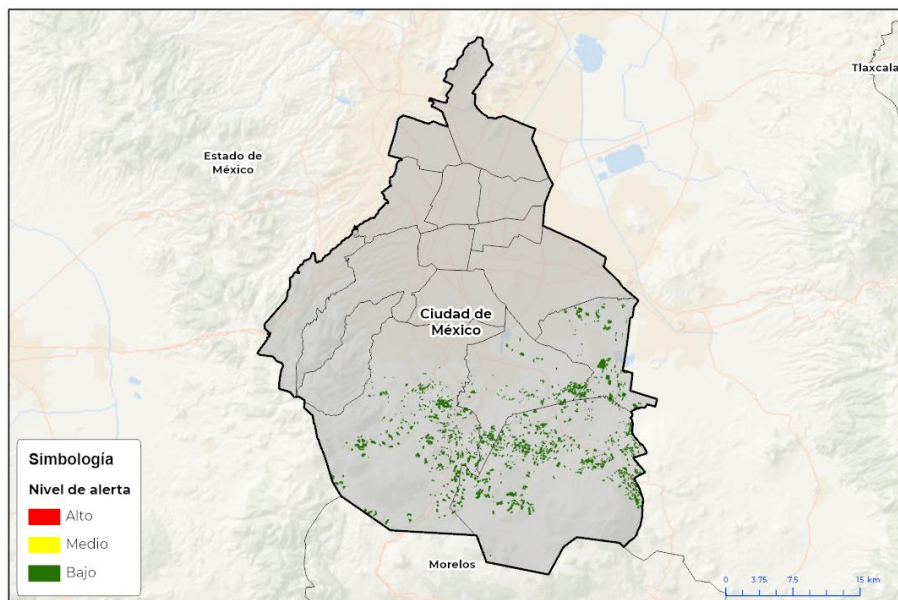 Tlaxcala
Estado de
México
Ciudad de
México
Simbología
Nivel de alerta
Alto
Medio
Bajo
Morelos
0 3.75 7.5 15 km